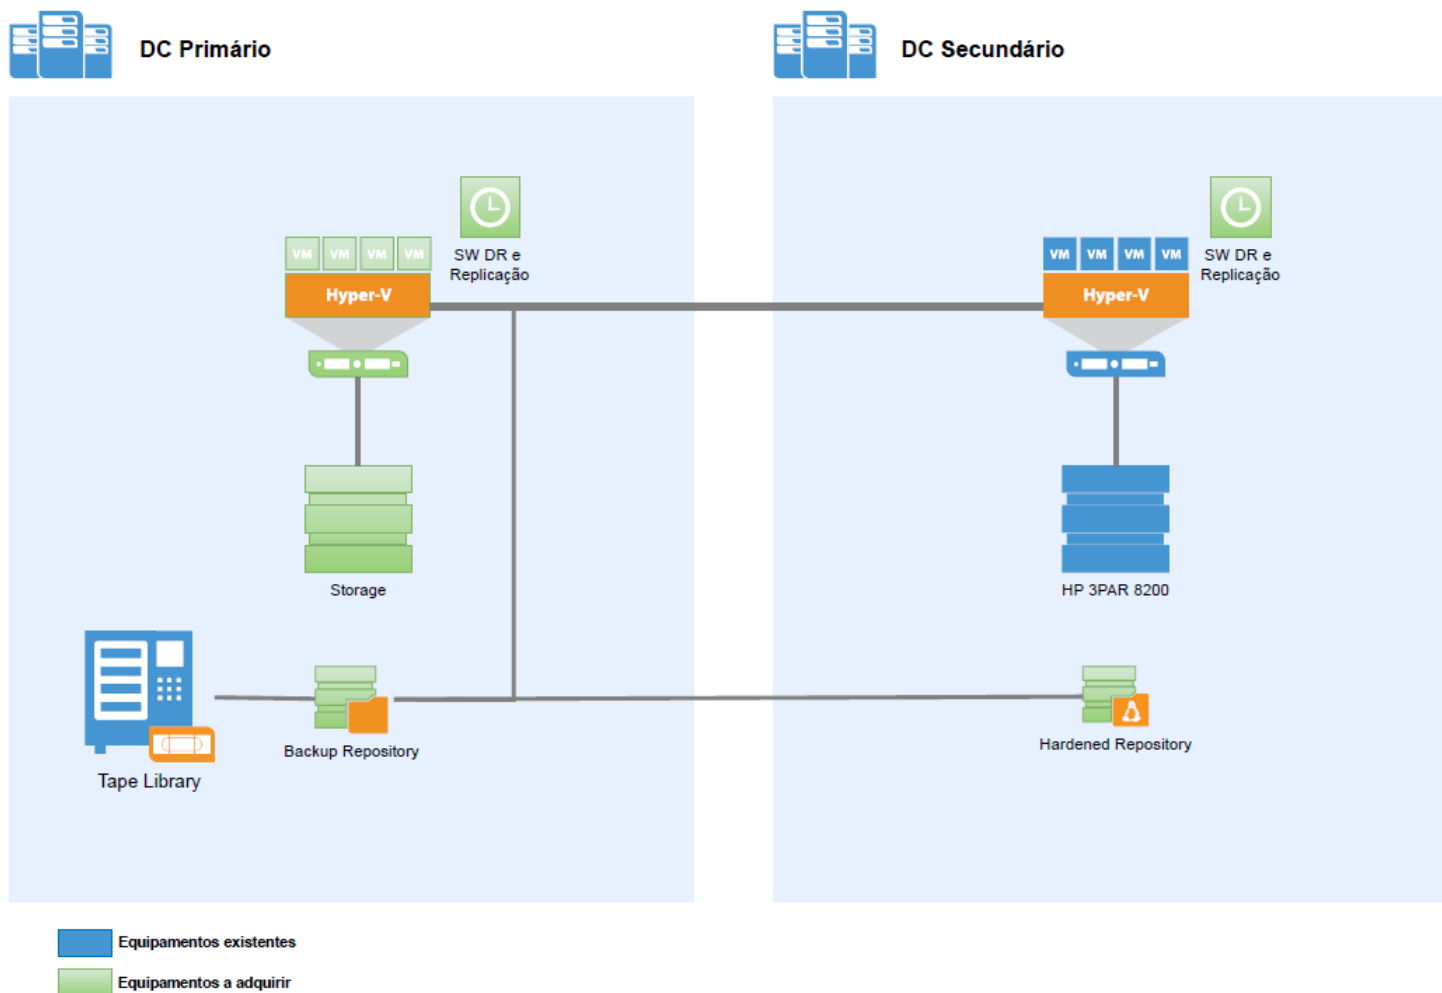 DC Primário
DC Secundário
SW DR e
Replicação
VM VM VM VM
Hyper-V
Storage
Tape Library
Backup Repository
SW DR e
Replicação
VM VM VM VM
Hyper-V
HP 3PAR 8200
Hardened Repository
Equipamentos existentes
Equipamentos a adquirir